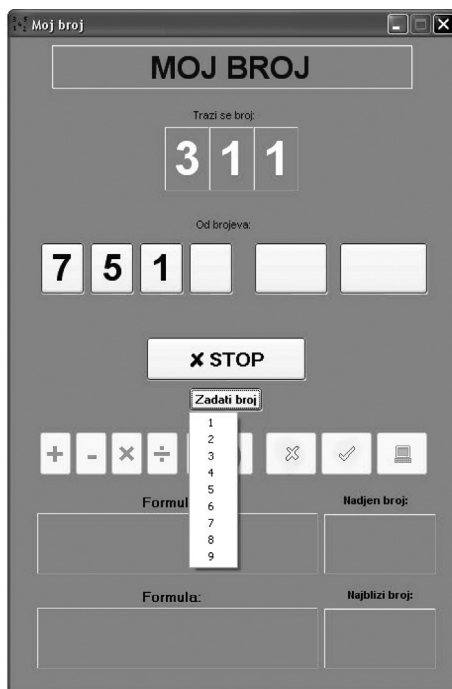 Moj broj
MOJ BROJ
Trazi se broj:
3 1 1
Od brojeva:
7 5 1
✘ STOP
Zadati broj
1
2
3
4
5
6
7
8
9
+ - × ÷ )
Formul
Nadjen broj:
Formula:
Najblizi broj: